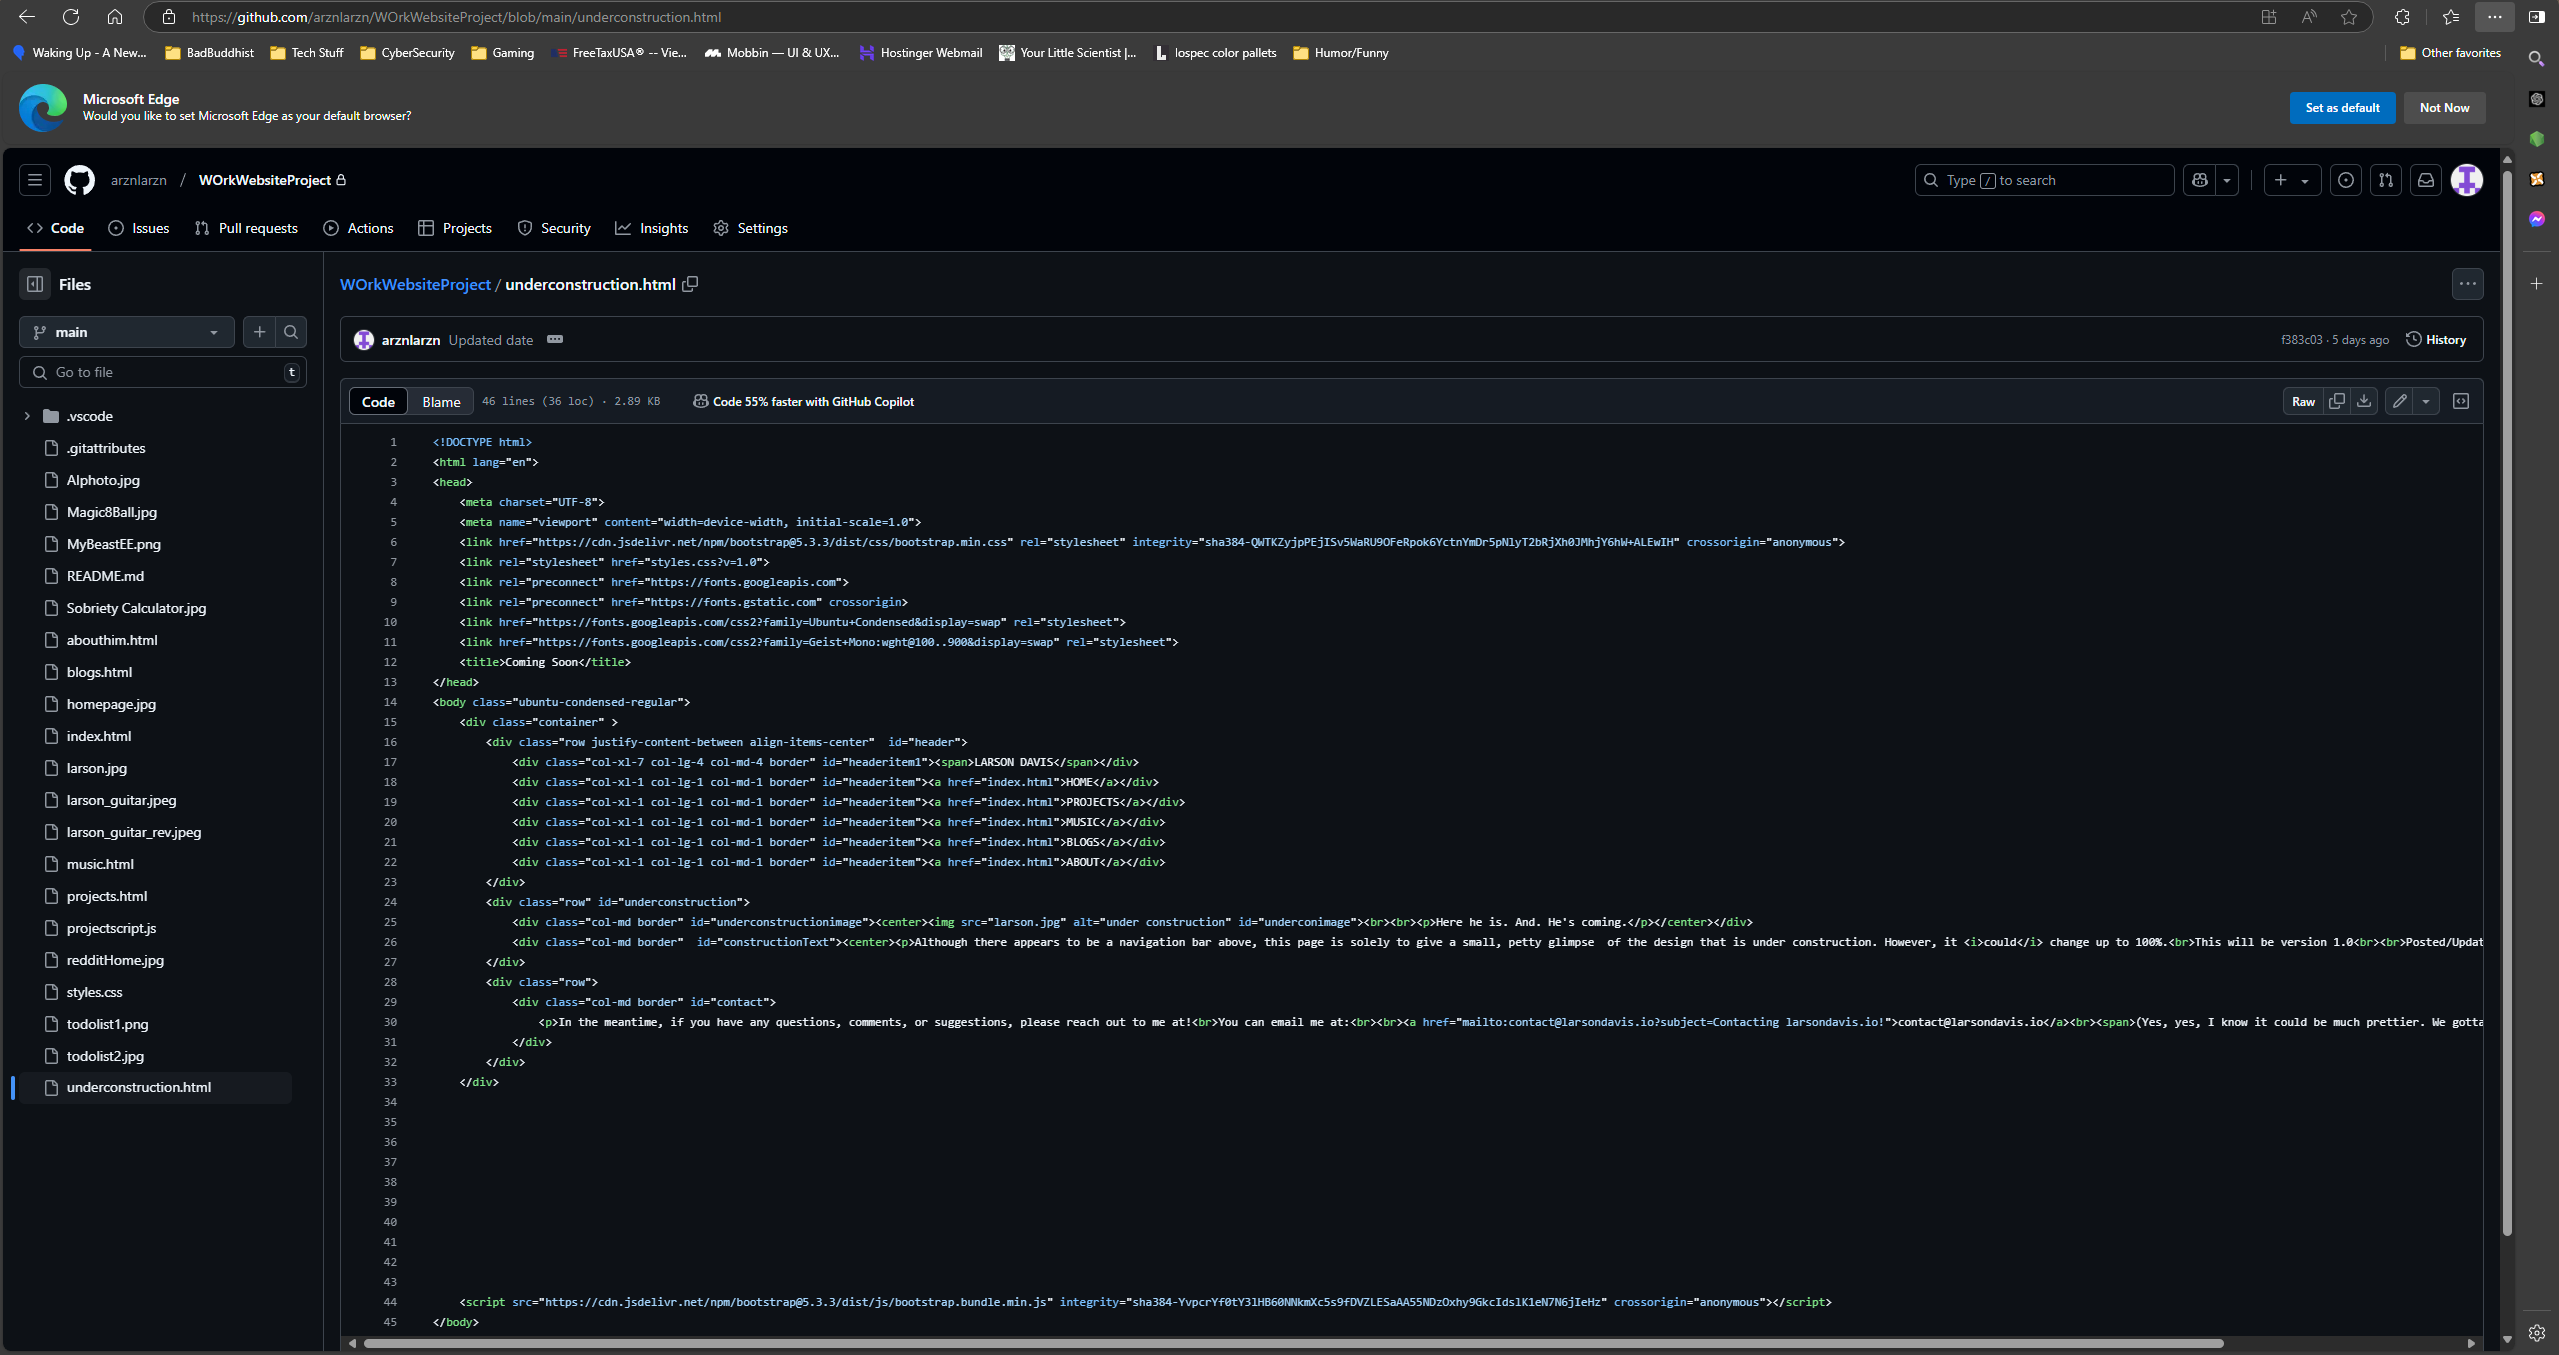 https://github.com/arznlarzn/WOrkWebsiteProject/blob/main/underconstruction.html
Waking Up - A New... BadBuddhist Tech Stuff CyberSecurity Gaming FreeTaxUSA® -- Vie... Mobbin — UI & UX... Hostinger Webmail Your Little Scientist |... lospec color pallets Humor/Funny Other favorites
Microsoft Edge
Would you like to set Microsoft Edge as your default browser?
Set as default Not Now
arznlarzn / WOrkWebsiteProject
Type / to search
Code Issues Pull requests Actions Projects Security Insights Settings
Files
main
Go to file t
.vscode
.gitattributes
AIphoto.jpg
Magic8Ball.jpg
MyBeastEE.png
README.md
Sobriety Calculator.jpg
abouthim.html
blogs.html
homepage.jpg
index.html
larson.jpg
larson_guitar.jpeg
larson_guitar_rev.jpeg
music.html
projects.html
projectscript.js
redditHome.jpg
styles.css
todolist1.png
todolist2.jpg
underconstruction.html
WOrkWebsiteProject / underconstruction.html
arznlarzn Updated date
f383c03 · 5 days ago History
Code Blame 46 lines (36 loc) · 2.89 KB Code 55% faster with GitHub Copilot Raw
1 <!DOCTYPE html>
2 <html lang="en">
3 <head>
4 <meta charset="UTF-8">
5 <meta name="viewport" content="width=device-width, initial-scale=1.0">
6 <link href="https://cdn.jsdelivr.net/npm/bootstrap@5.3.3/dist/css/bootstrap.min.css" rel="stylesheet" integrity="sha384-QWTKZyjpPEjISv5WaRU9OFeRpok6YctnYmDr5pNlyT2bRjXh0JMhjY6hW+ALEwIH" crossorigin="anonymous">
7 <link rel="stylesheet" href="styles.css?v=1.0">
8 <link rel="preconnect" href="https://fonts.googleapis.com">
9 <link rel="preconnect" href="https://fonts.gstatic.com" crossorigin>
10 <link href="https://fonts.googleapis.com/css2?family=Ubuntu+Condensed&display=swap" rel="stylesheet">
11 <link href="https://fonts.googleapis.com/css2?family=Geist+Mono:wght@100..900&display=swap" rel="stylesheet">
12 <title>Coming Soon</title>
13 </head>
14 <body class="ubuntu-condensed-regular">
15 <div class="container" >
16 <div class="row justify-content-between align-items-center"  id="header">
17 <div class="col-xl-7 col-lg-4 col-md-4 border" id="headeritem1"><span>LARSON DAVIS</span></div>
18 <div class="col-xl-1 col-lg-1 col-md-1 border" id="headeritem"><a href="index.html">HOME</a></div>
19 <div class="col-xl-1 col-lg-1 col-md-1 border" id="headeritem"><a href="index.html">PROJECTS</a></div>
20 <div class="col-xl-1 col-lg-1 col-md-1 border" id="headeritem"><a href="index.html">MUSIC</a></div>
21 <div class="col-xl-1 col-lg-1 col-md-1 border" id="headeritem"><a href="index.html">BLOGS</a></div>
22 <div class="col-xl-1 col-lg-1 col-md-1 border" id="headeritem"><a href="index.html">ABOUT</a></div>
23 </div>
24 <div class="row" id="underconstruction">
25 <div class="col-md border" id="underconstructionimage"><center><img src="larson.jpg" alt="under construction" id="underconimage"><br><br><p>Here he is. And. He's coming.</p></center></div>
26 <div class="col-md border"  id="constructionText"><center><p>Although there appears to be a navigation bar above, this page is solely to give a small, petty glimpse  of the design that is under construction. However, it <i>could</i> change up to 100%.<br>This will be version 1.0<br><br>Posted/Updat
27 </div>
28 <div class="row">
29 <div class="col-md border" id="contact">
30 <p>In the meantime, if you have any questions, comments, or suggestions, please reach out to me at!<br>You can email me at:<br><br><a href="mailto:contact@larsondavis.io?subject=Contacting larsondavis.io!">contact@larsondavis.io</a><br><span>(Yes, yes, I know it could be much prettier. We gotta
31 </div>
32 </div>
33 </div>
34
35
36
37
38
39
40
41
42
43
44 <script src="https://cdn.jsdelivr.net/npm/bootstrap@5.3.3/dist/js/bootstrap.bundle.min.js" integrity="sha384-YvpcrYf0tY3lHB60NNkmXc5s9fDVZLESaAA55NDzOxhy9GkcIdslK1eN7N6jIeHz" crossorigin="anonymous"></script>
45 </body>